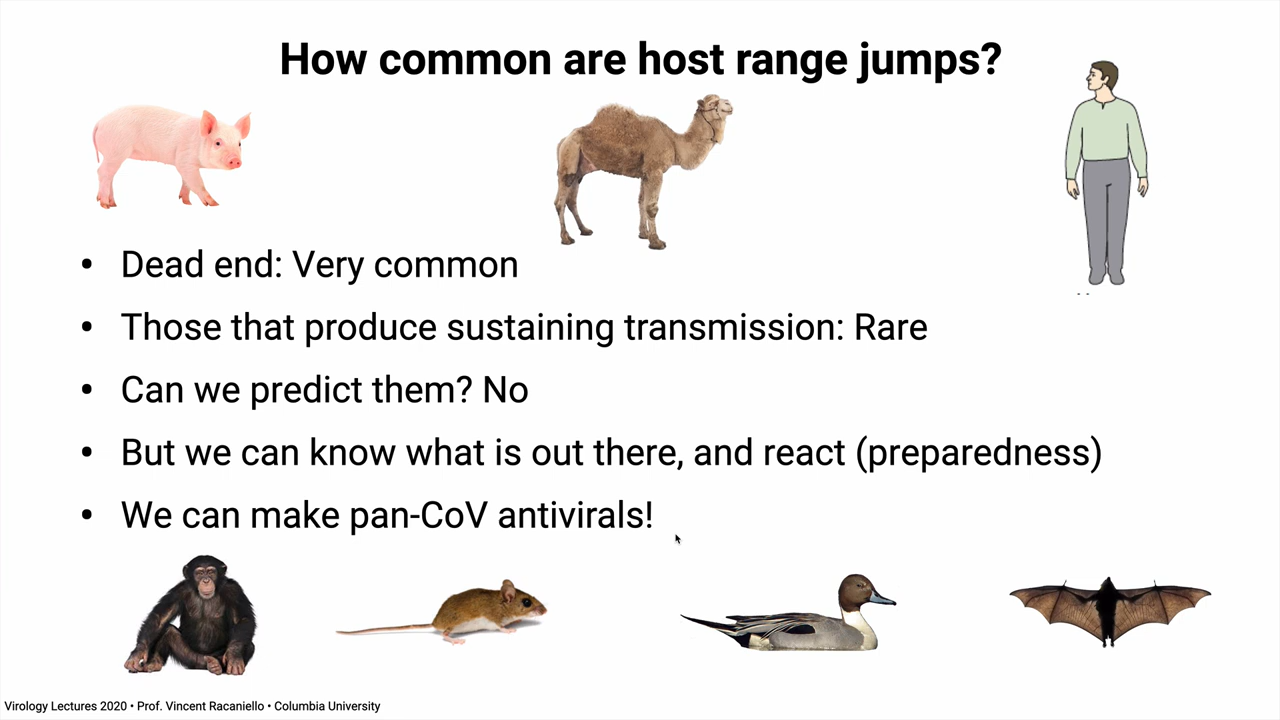 How common are host range jumps?
• Dead end: Very common
• Those that produce sustaining transmission: Rare
• Can we predict them? No
• But we can know what is out there, and react (preparedness)
• We can make pan-CoV antivirals!
Virology Lectures 2020 • Prof. Vincent Racaniello • Columbia University